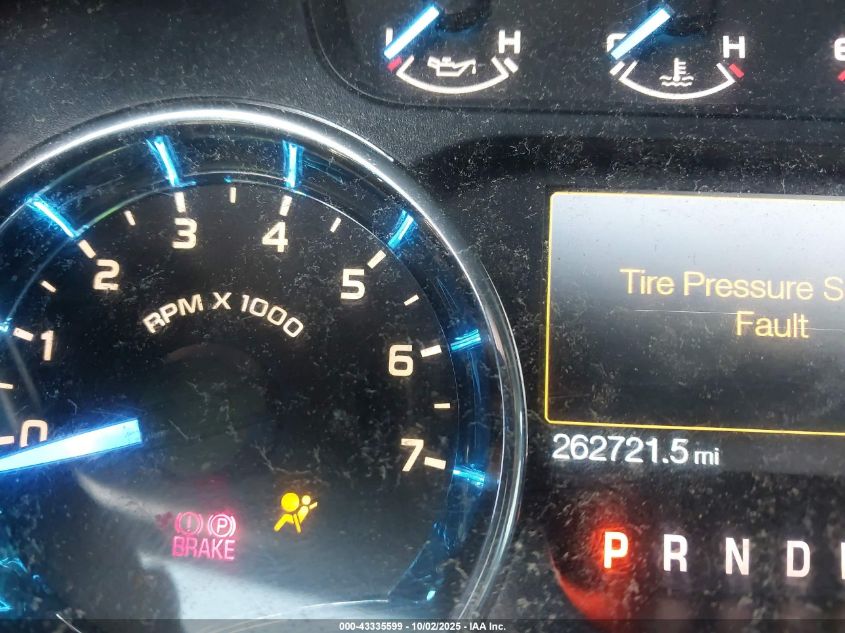 H
H
2
3
4
5
6
7
1
0
RPM X 1000
Tire Pressure S
Fault
262721.5 mi
P R N D
(!) (P)
BRAKE
000-43335599 - 10/02/2025 - IAA Inc.